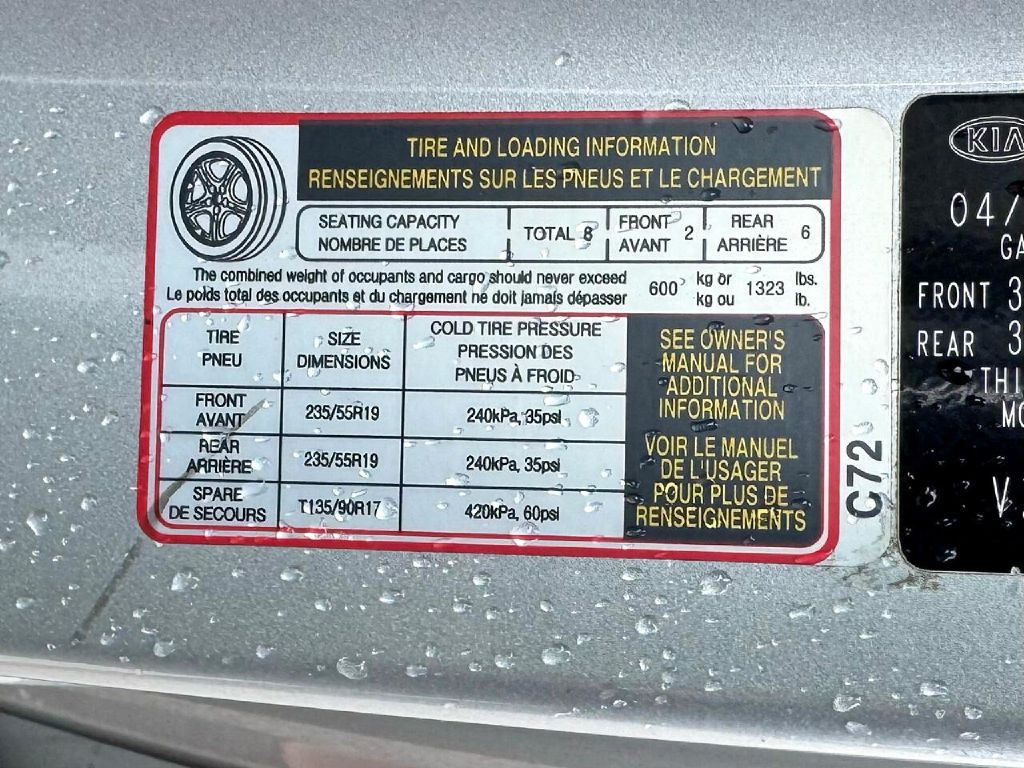 TIRE AND LOADING INFORMATION
RENSEIGNEMENTS SUR LES PNEUS ET LE CHARGEMENT
SEATING CAPACITY TOTAL 8 FRONT 2 REAR 6
NOMBRE DE PLACES AVANT ARRIÈRE
The combined weight of occupants and cargo should never exceed 600 kg or 1323 lbs.
Le poids total des occupants et du chargement ne doit jamais dépasser kg ou lb.
TIRE
PNEU
SIZE
DIMENSIONS
COLD TIRE PRESSURE
PRESSION DES
PNEUS À FROID
FRONT
AVANT
235/55R19
240kPa, 35psi
REAR
ARRIÈRE
235/55R19
240kPa, 35psi
SPARE
DE SECOURS
T135/90R17
420kPa, 60psi
SEE OWNER'S
MANUAL FOR
ADDITIONAL
INFORMATION
VOIR LE MANUEL
DE L'USAGER
POUR PLUS DE
RENSEIGNEMENTS
C72
KIA
04/
GA
FRONT 3
REAR 3
THI
MO
V